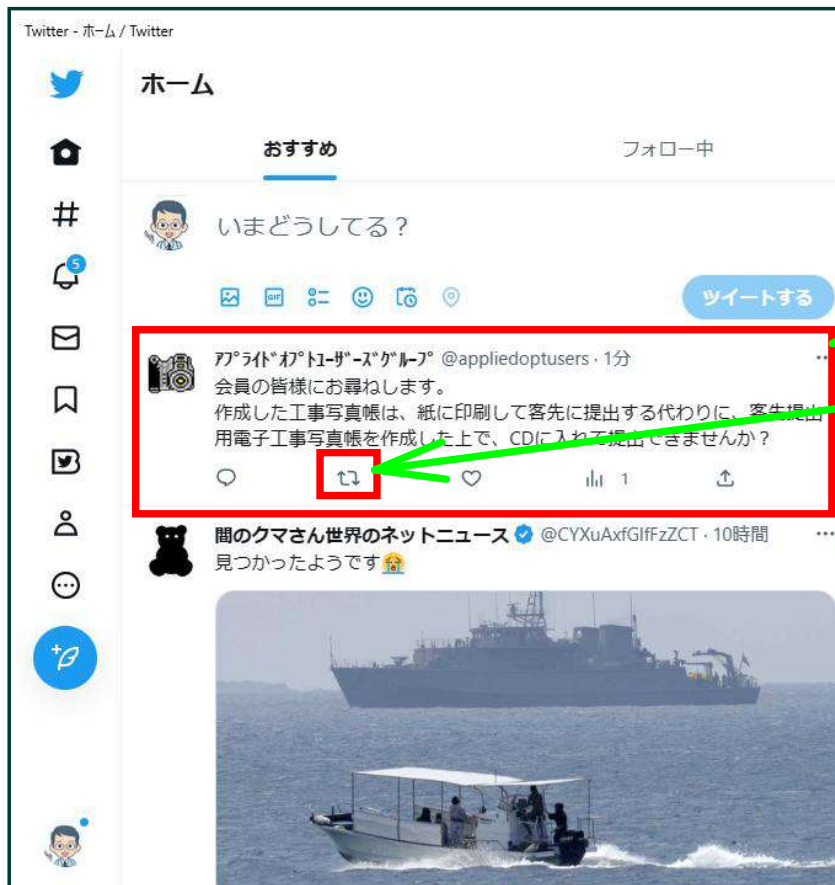 Twitter - ホーム / Twitter
ホーム
おすすめ
フォロー中
5
いまどうしてる？
GIF
ツイートする
ｱﾌﾟﾗｲﾄﾞｵﾌﾟﾄﾕｰｻﾞｰｽﾞｸﾞﾙｰﾌﾟ @appliedoptusers · 1分
会員の皆様にお尋ねします。
作成した工事写真帳は、紙に印刷して客先に提出する代わりに、客先提出
用電子工事写真帳を作成した上で、CDに入れて提出できませんか？
1
闇のクマさん世界のネットニュース @CYXuAxfGIfFzZCT · 10時間
見つかったようです😭